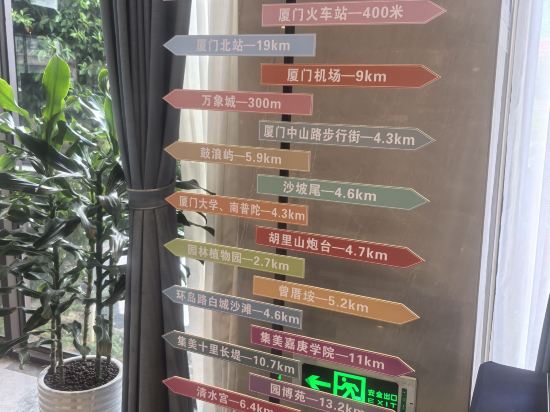 厦门火车站—400米
厦门北站—19km
厦门机场—9km
万象城—300m
厦门中山路步行街—4.3km
鼓浪屿—5.9km
沙坡尾—4.6km
厦门大学、南普陀—4.3km
胡里山炮台—4.7km
园林植物园—2.7km
曾厝垵—5.2km
环岛路白城沙滩—4.6km
集美嘉庚学院—11km
集美十里长堤—10.7km
园博苑—13.2km
清水宫—6.4km
安全出口
EXIT